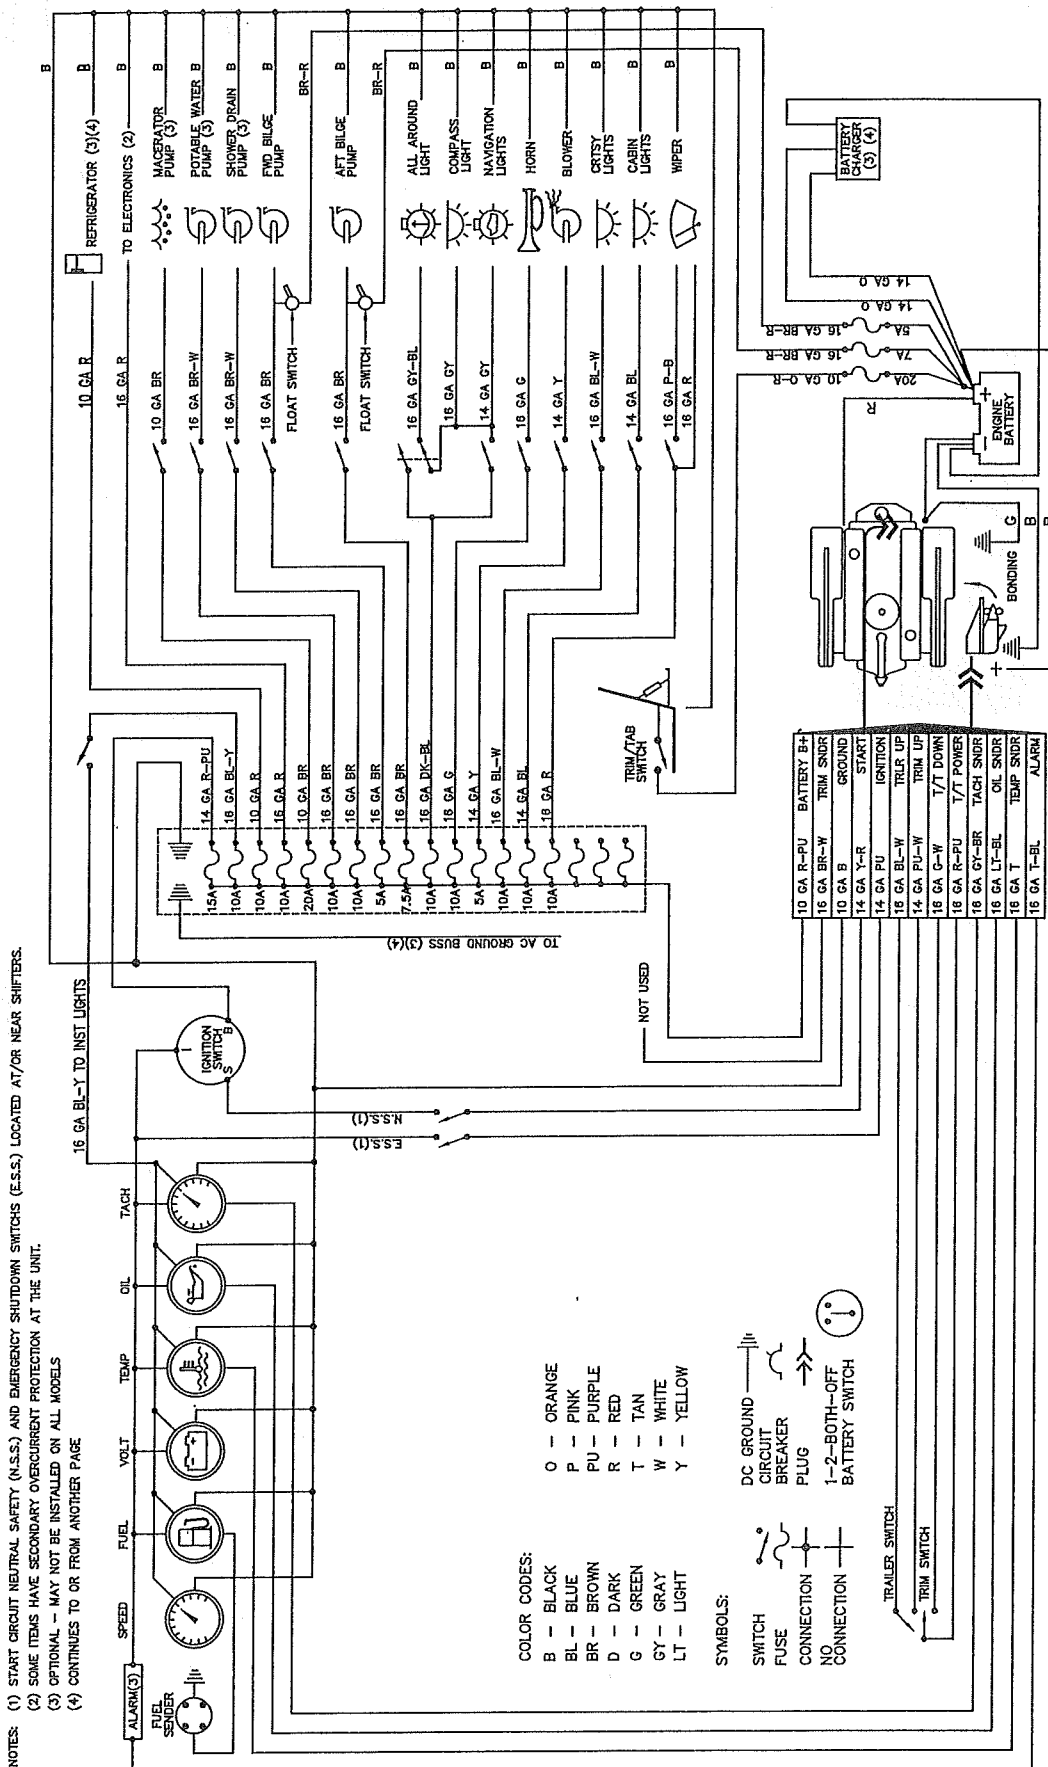 NOTES: (1) START CIRCUIT NEUTRAL SAFETY (N.S.S.) AND EMERGENCY SHUTDOWN SWITCHS (E.S.S.) LOCATED AT/OR NEAR SHIFTERS.
(2) SOME ITEMS HAVE SECONDARY OVERCURRENT PROTECTION AT THE UNIT.
(3) OPTIONAL – MAY NOT BE INSTALLED ON ALL MODELS
(4) CONTINUES TO OR FROM ANOTHER PAGE
ALARM(3)
FUEL
SENDER
SPEED
FUEL
VOLT
TEMP
OIL
TACH
16 GA BL-Y TO INST LIGHTS
IGNITION
SWITCH
I
S
B
E.S.S.(1)
N.S.S.(1)
NOT USED
TO AC GROUND BUSS (3)(4)
15A
10A
10A
10A
20A
10A
10A
5A
7.5A
10A
10A
5A
10A
10A
10A
14 GA R-PU
16 GA BL-Y
10 GA R
16 GA R
10 GA BR
16 GA BR
16 GA BR
16 GA BR
16 GA BR
16 GA DK-BL
16 GA G
14 GA Y
16 GA BL-W
14 GA BL
16 GA R
10 GA R
16 GA R
10 GA BR
16 GA BR-W
16 GA BR-W
16 GA BR
FLOAT SWITCH
16 GA BR
FLOAT SWITCH
16 GA GY-BL
16 GA GY
14 GA GY
16 GA G
14 GA Y
16 GA BL-W
14 GA BL
16 GA P-B
16 GA R
REFRIGERATOR (3)(4)
TO ELECTRONICS (2)
MACERATOR
PUMP (3)
POTABLE WATER
PUMP (3)
SHOWER DRAIN
PUMP (3)
FWD BILGE
PUMP
AFT BILGE
PUMP
ALL AROUND
LIGHT
COMPASS
LIGHT
NAVIGATION
LIGHTS
HORN
BLOWER
CRTSY
LIGHTS
CABIN
LIGHTS
WIPER
B
B
B
B
B
B
B
BR-R
B
BR-R
B
B
B
B
B
B
B
B
TRIM/TAB
SWITCH
BATTERY
CHARGER
(3) (4)
14 GA O
14 GA O
16 GA BR-R
5A
16 GA BR-R
7A
10 GA O-R
20A
R
+
–
ENGINE
BATTERY
G
B
BONDING
+
10 GA R-PU BATTERY B+
16 GA BR-W TRIM SNDR
10 GA B GROUND
14 GA Y-R START
14 GA PU IGNITION
16 GA BL-W TRLR UP
14 GA PU-W TRIM UP
16 GA G-W T/T DOWN
16 GA R-PU T/T POWER
16 GA GY-BR TACH SNDR
16 GA LT-BL OIL SNDR
16 GA T TEMP SNDR
16 GA T-BL ALARM
COLOR CODES:
B – BLACK
BL – BLUE
BR – BROWN
D – DARK
G – GREEN
GY – GRAY
LT – LIGHT
O – ORANGE
P – PINK
PU – PURPLE
R – RED
T – TAN
W – WHITE
Y – YELLOW
SYMBOLS:
SWITCH
FUSE
CONNECTION
NO
CONNECTION
DC GROUND
CIRCUIT
BREAKER
PLUG
1-2-BOTH-OFF
BATTERY SWITCH
TRAILER SWITCH
TRIM SWITCH